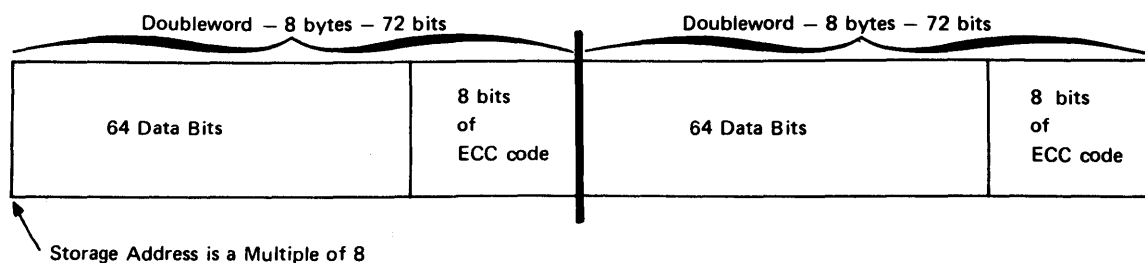 Doubleword – 8 bytes – 72 bits
Doubleword – 8 bytes – 72 bits
64 Data Bits
8 bits
of
ECC code
64 Data Bits
8 bits
of
ECC code
Storage Address is a Multiple of 8